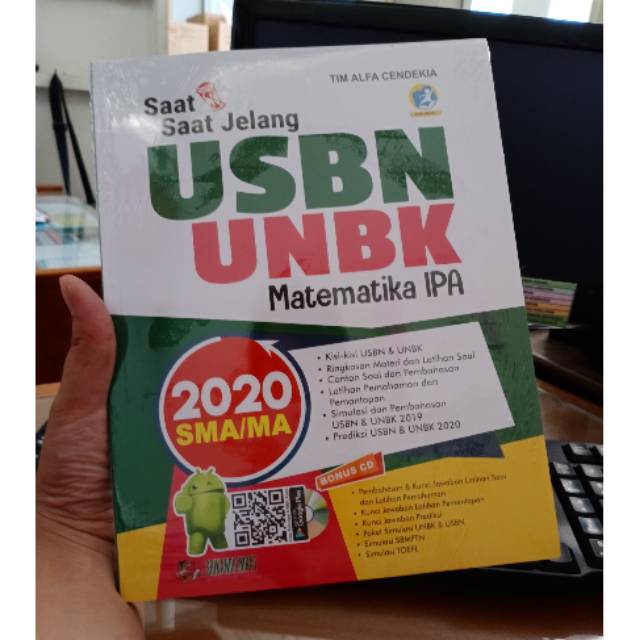 TIM ALFA CENDEKIA
Saat
Saat Jelang
USBN
UNBK
Matematika IPA
2020
SMA/MA
• Kisi-kisi USBN & UNBK
• Ringkasan Materi dan Latihan Soal
• Contoh Soal dan Pembahasan
• Latihan Pemahaman dan
Pemantapan
• Simulasi dan Pembahasan
USBN & UNBK 2019
• Prediksi USBN & UNBK 2020
BONUS CD
• Pembahasan & Kunci Jawaban Latihan Soal
dan Latihan Pemahaman
• Kunci Jawaban Latihan Pemantapan
• Kunci Jawaban Prediksi
• Paket Simulasi UNBK & USBN
• Simulasi SBMPTN
• Simulasi TOEFL
Google Play